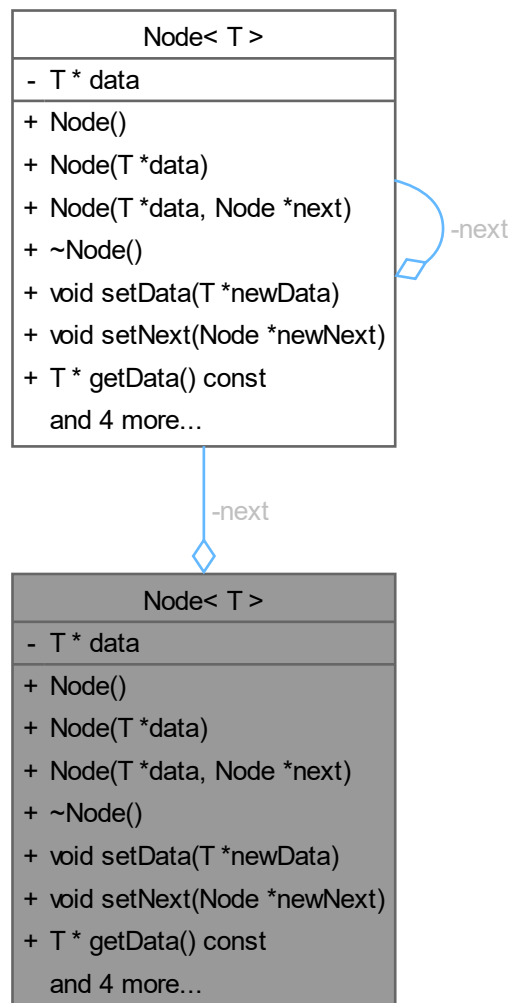 Node< T >
- T * data
+ Node()
+ Node(T *data)
+ Node(T *data, Node *next)
+ ~Node()
+ void setData(T *newData)
+ void setNext(Node *newNext)
+ T * getData() const
and 4 more...
-next
-next
Node< T >
- T * data
+ Node()
+ Node(T *data)
+ Node(T *data, Node *next)
+ ~Node()
+ void setData(T *newData)
+ void setNext(Node *newNext)
+ T * getData() const
and 4 more...